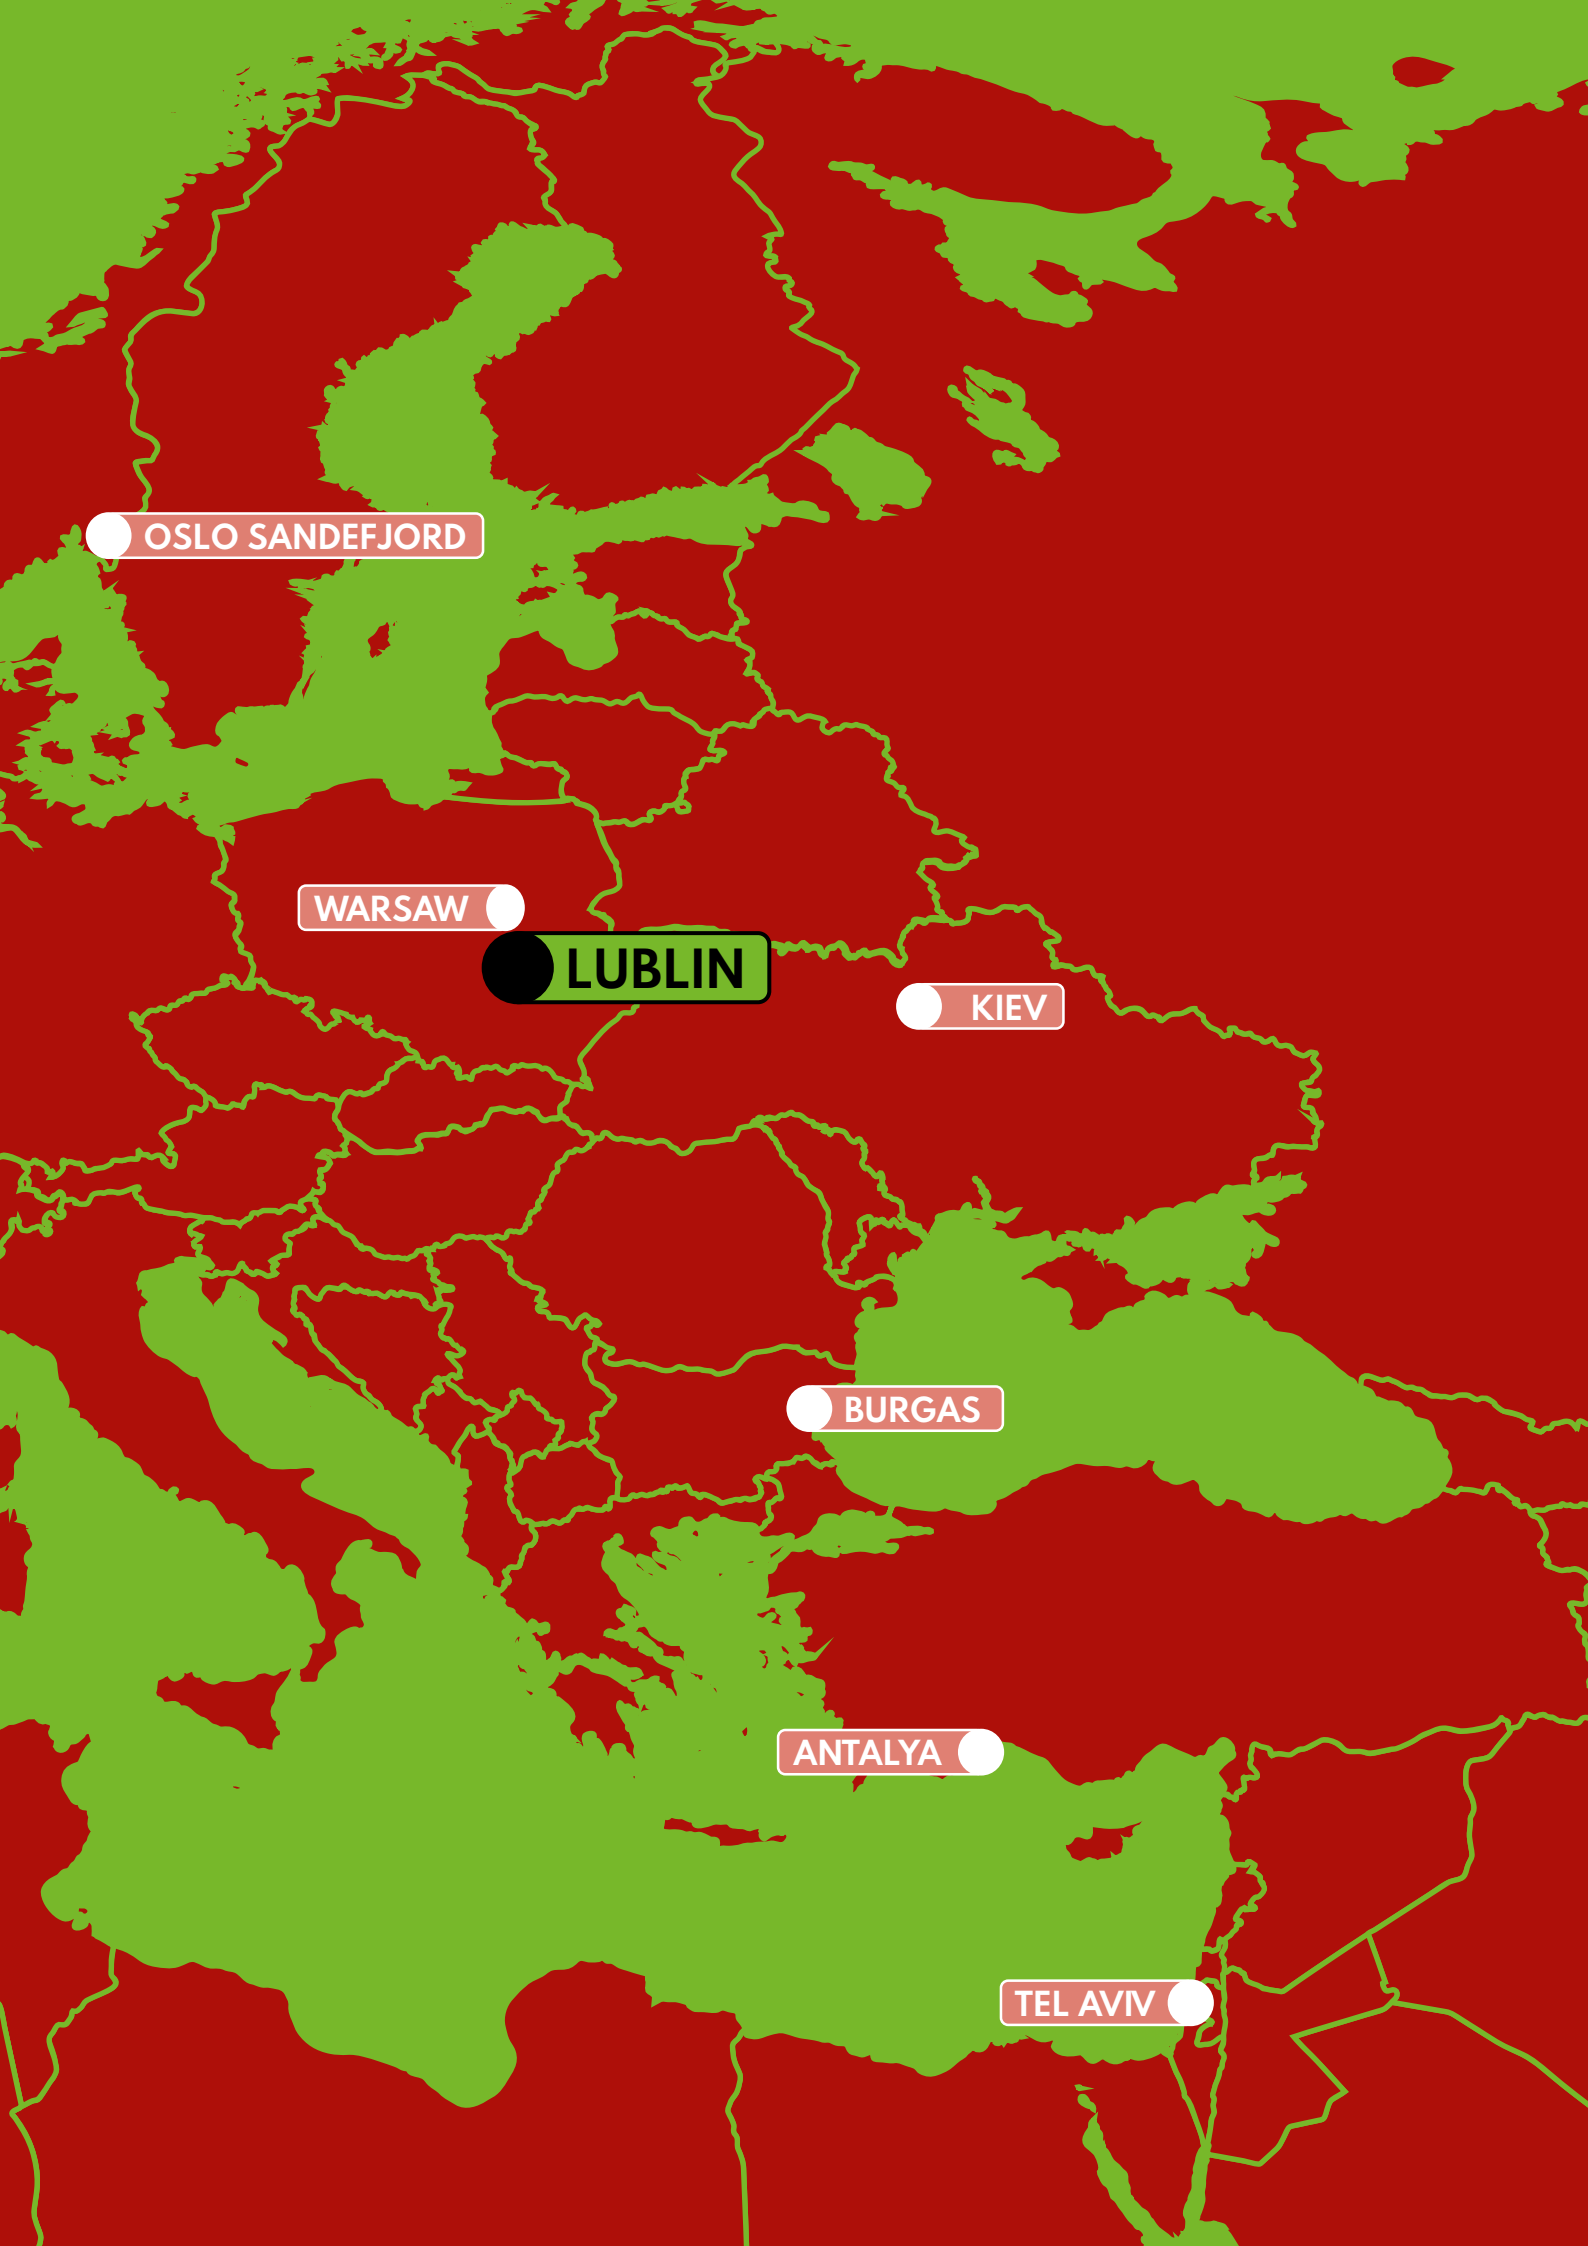 OSLO SANDEFJORD
WARSAW
LUBLIN
KIEV
BURGAS
ANTALYA
TEL AVIV